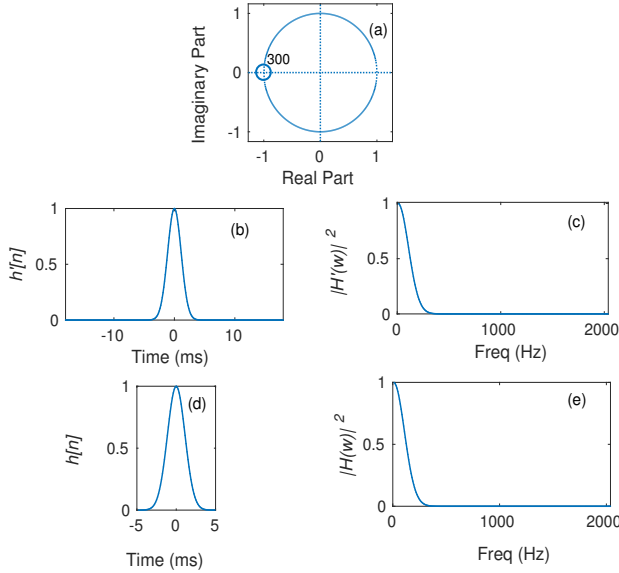 1
(a)
300
0
-1
-1 0 1
Imaginary Part
Real Part
1
(b)
0.5
0
-10 0 10
h'[n]
Time (ms)
1
(c)
0.5
0
0 1000 2000
|H'(w)| ²
Freq (Hz)
1
(d)
0.5
0
-5 0 5
h[n]
Time (ms)
1
(e)
0.5
0
0 1000 2000
|H(w)| ²
Freq (Hz)